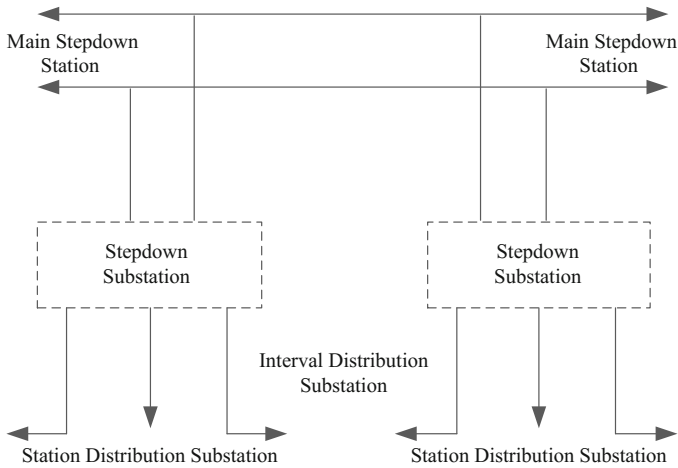 Main Stepdown
Station
Main Stepdown
Station
Stepdown
Substation
Stepdown
Substation
Interval Distribution
Substation
Station Distribution Substation
Station Distribution Substation